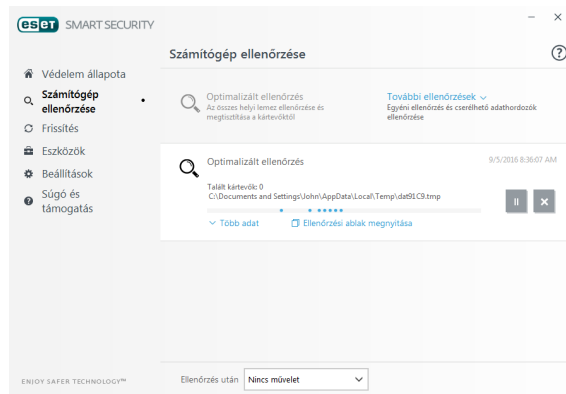 eset SMART SECURITY
Számítógép ellenőrzése
?
Védelem állapota
Számítógép
ellenőrzése
Frissítés
Eszközök
Beállítások
Súgó és
támogatás
Optimalizált ellenőrzés
Az összes helyi lemez ellenőrzése és
megtisztítása a kártevőktől
További ellenőrzések
Egyéni ellenőrzés és cserélhető adathordozók
ellenőrzése
Optimalizált ellenőrzés
9/5/2016 8:36:07 AM
Talált kártevők: 0
C:\Documents and Settings\John\AppData\Local\Temp\dat91C9.tmp
Több adat
Ellenőrzési ablak megnyitása
ENJOY SAFER TECHNOLOGY™
Ellenőrzés után
Nincs művelet